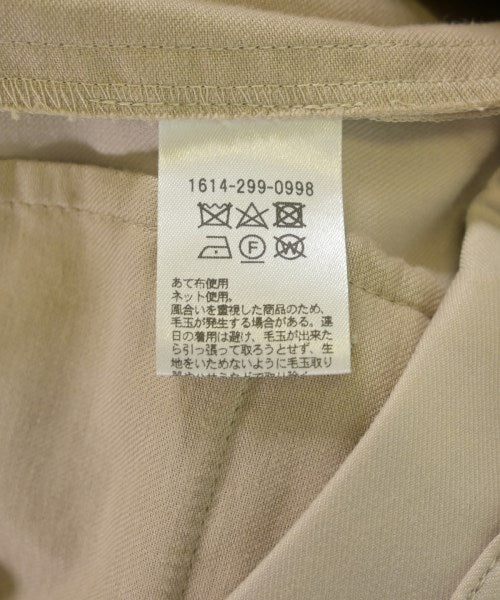 1614-299-0998
F
W
あて布使用
ネット使用。
風合いを重視した商品のため、
毛玉が発生する場合がある。連
日の着用は避け、毛玉が出来た
ら引っ張って取ろうとせず、生
地をいためないように毛玉取り